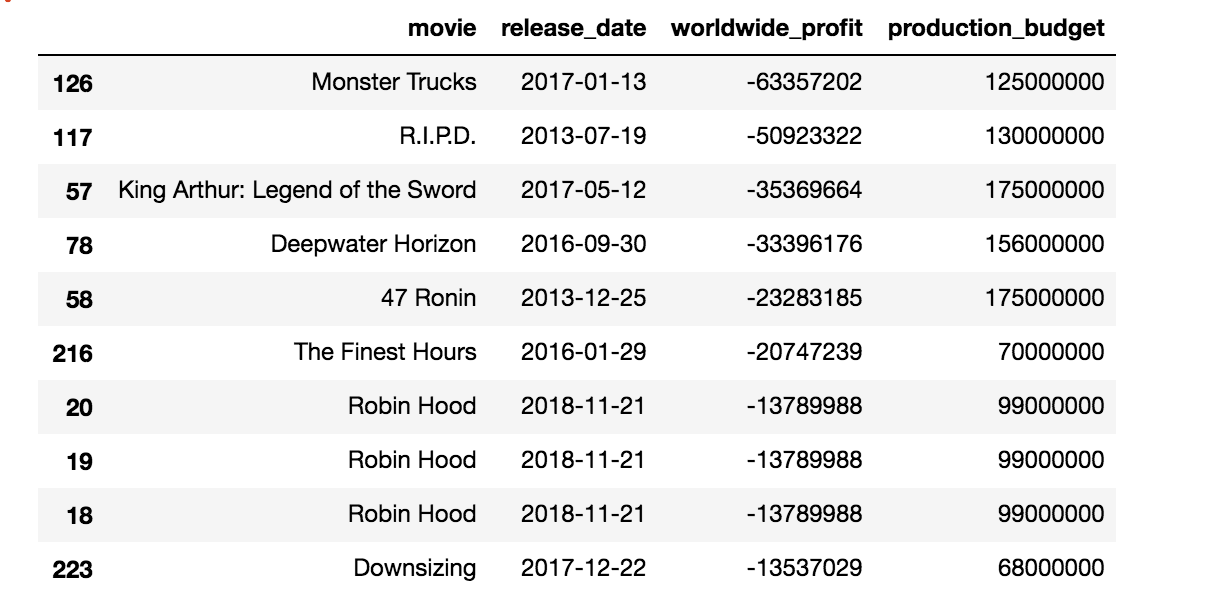 movie release_date worldwide_profit production_budget
126 Monster Trucks 2017-01-13 -63357202 125000000
117 R.I.P.D. 2013-07-19 -50923322 130000000
57 King Arthur: Legend of the Sword 2017-05-12 -35369664 175000000
78 Deepwater Horizon 2016-09-30 -33396176 156000000
58 47 Ronin 2013-12-25 -23283185 175000000
216 The Finest Hours 2016-01-29 -20747239 70000000
20 Robin Hood 2018-11-21 -13789988 99000000
19 Robin Hood 2018-11-21 -13789988 99000000
18 Robin Hood 2018-11-21 -13789988 99000000
223 Downsizing 2017-12-22 -13537029 68000000